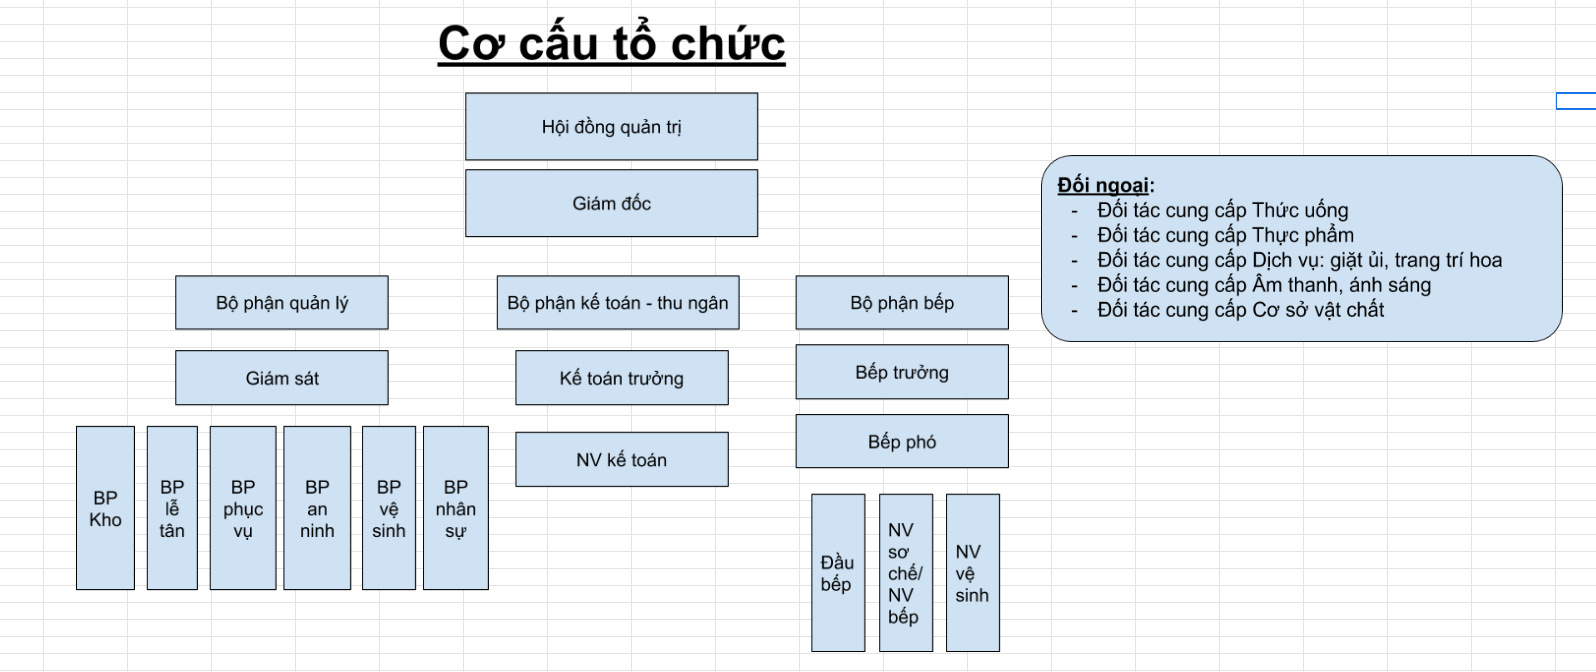 Cơ cấu tổ chức
Hội đồng quản trị
Giám đốc
Đối ngoại:
- Đối tác cung cấp Thức uống
- Đối tác cung cấp Thực phẩm
- Đối tác cung cấp Dịch vụ: giặt ủi, trang trí hoa
- Đối tác cung cấp Âm thanh, ánh sáng
- Đối tác cung cấp Cơ sở vật chất
Bộ phận quản lý
Bộ phận kế toán - thu ngân
Bộ phận bếp
Giám sát
Kế toán trưởng
Bếp trưởng
NV kế toán
Bếp phó
BP
Kho
BP
lễ
tân
BP
phục
vụ
BP
an
ninh
BP
vệ
sinh
BP
nhân
sự
Đầu
bếp
NV
sơ
chế/
NV
bếp
NV
vệ
sinh